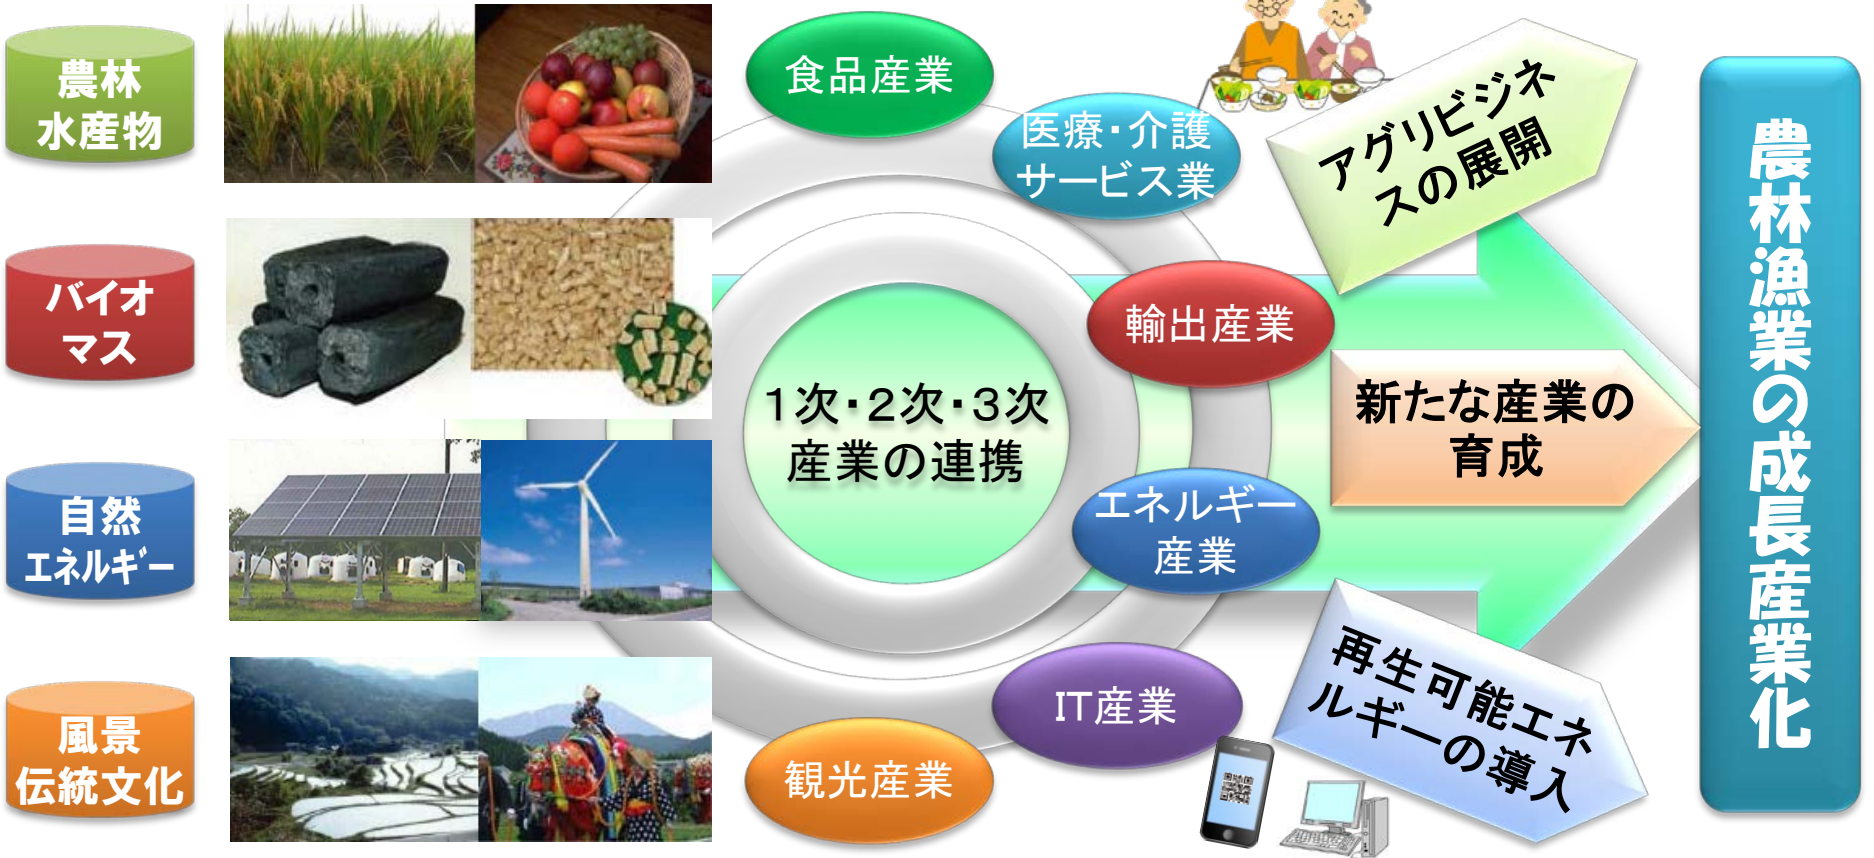 農林
水産物
バイオ
マス
自然
エネルギー
風景
伝統文化
食品産業
医療・介護
サービス業
輸出産業
エネルギー
産業
IT産業
観光産業
1次・2次・3次
産業の連携
アグリビジネ
スの展開
新たな産業の
育成
再生可能エネ
ルギーの導入
農林漁業の成長産業化